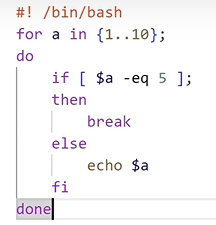 #! /bin/bash
for a in {1..10};
do
    if [ $a -eq 5 ];
    then
        break
    else
        echo $a
    fi
done